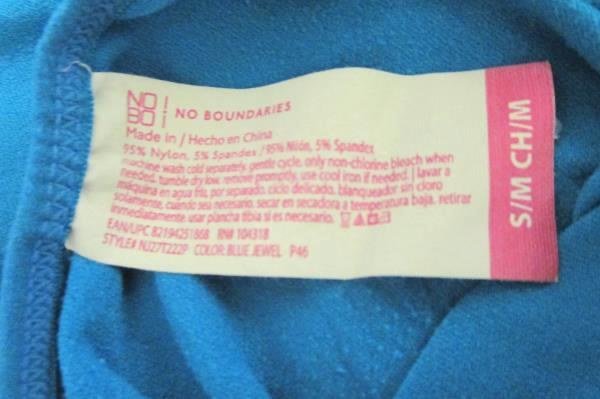 NO
BO
NO BOUNDARIES
Made in / Hecho en China
95% Nylon, 5% Spandex / 95% Nilón, 5% Spandex
machine wash cold separately, gentle cycle, only non-chlorine bleach when
needed, tumble dry low, remove promptly, use cool iron if needed. | lavar a
máquina en agua frío, por separado, ciclo delicado, blanqueador sin cloro
solamente, cuando sea necesario, secar en secadora a temperatura baja, retirar
immediatamente, usar plancha tibia si es necesario.
EAN/UPC 82194251868 RN# 104318
STYLE# NJ27T222P COLOR: BLUE JEWEL P46
S/M CH/M